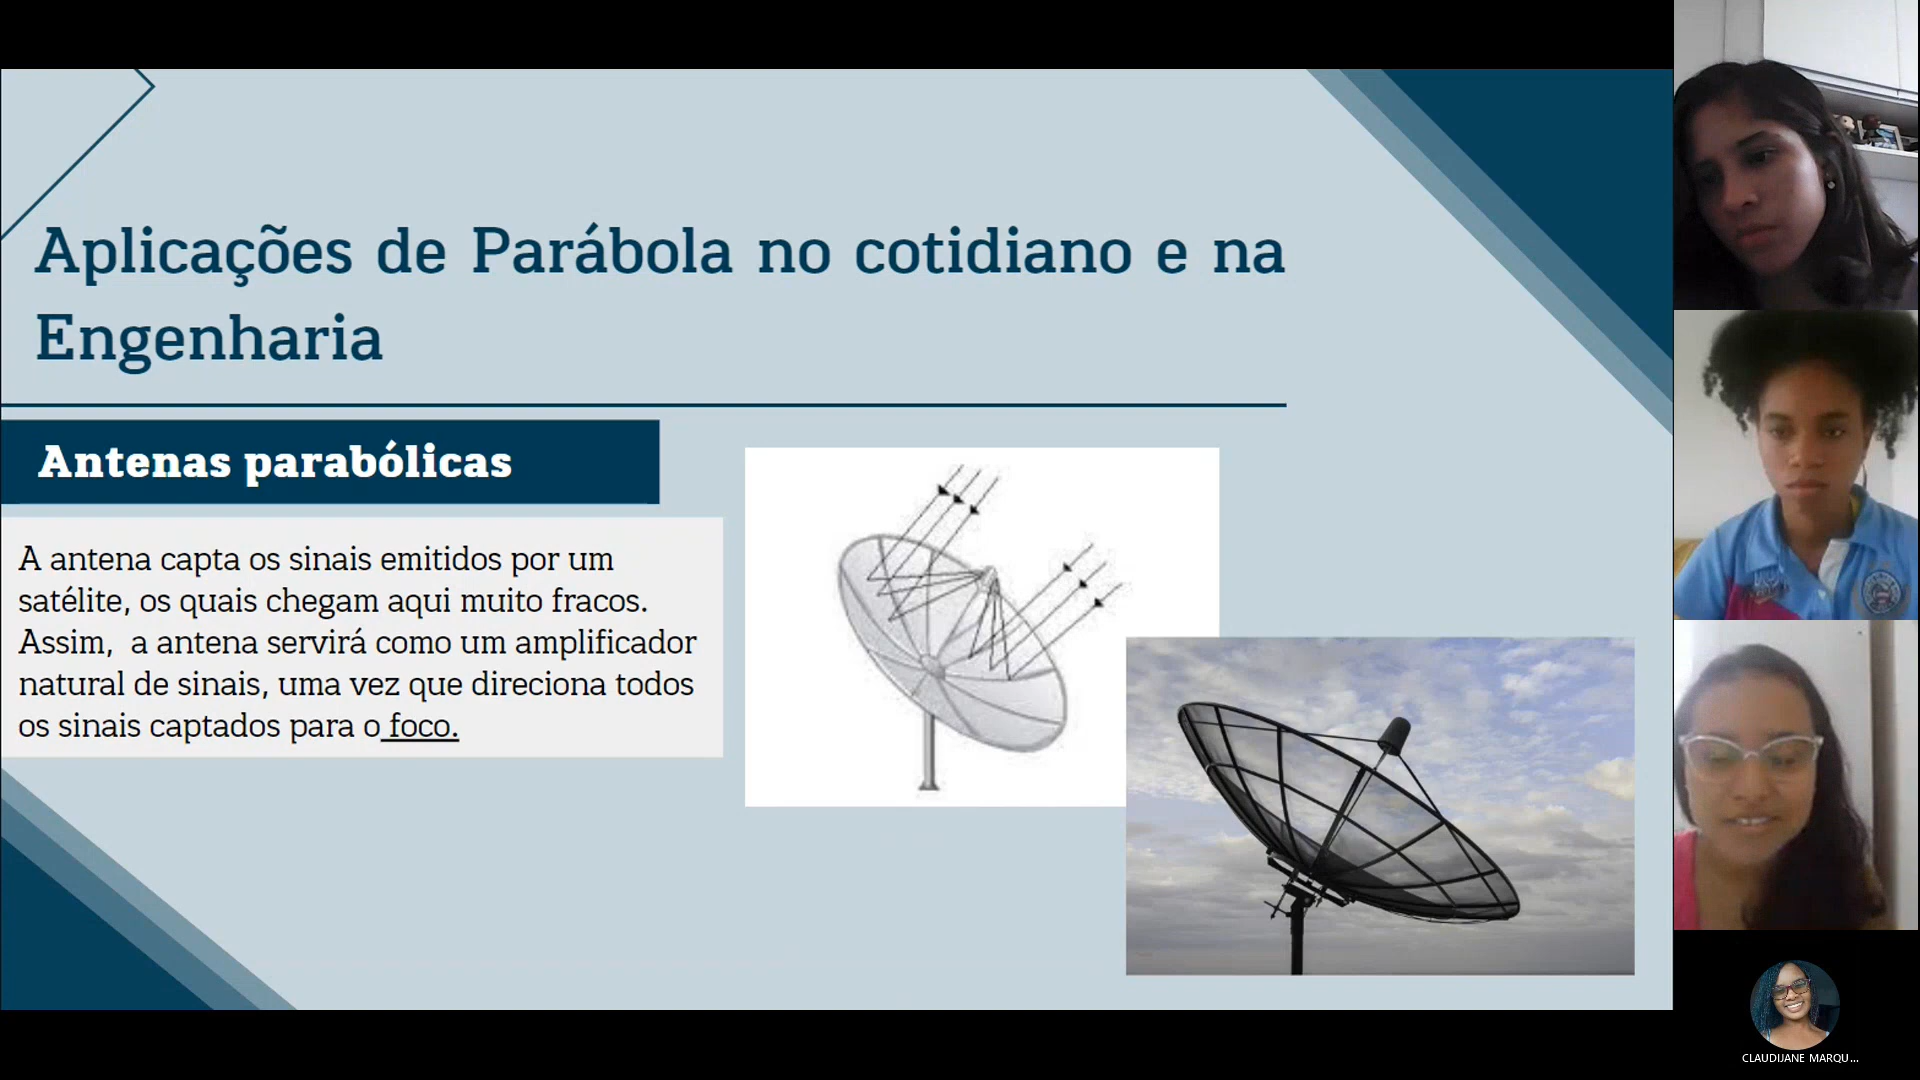 Aplicações de Parábola no cotidiano e na
Engenharia
Antenas parabólicas
A antena capta os sinais emitidos por um
satélite, os quais chegam aqui muito fracos.
Assim,  a antena servirá como um amplificador
natural de sinais, uma vez que direciona todos
os sinais captados para o foco.
CLAUDIJANE MARQU...